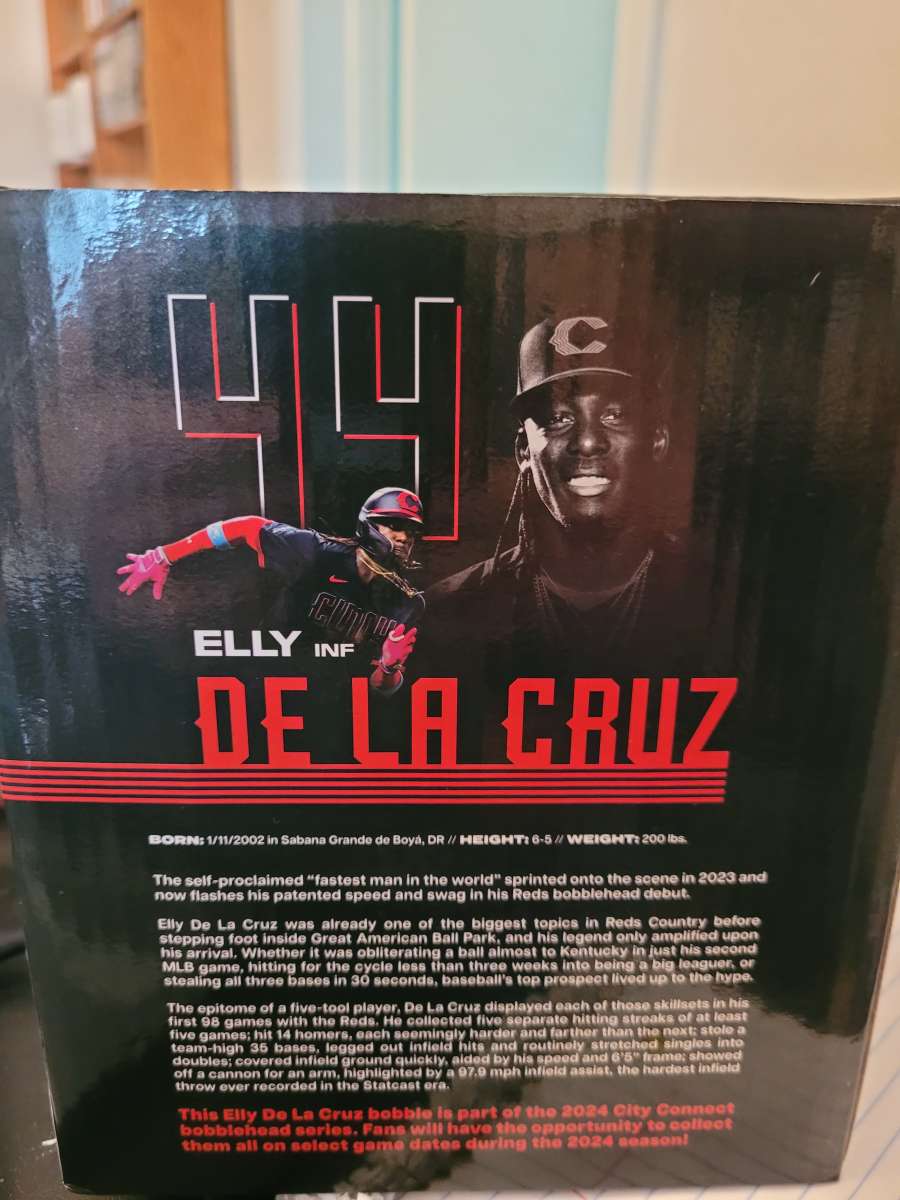 44
C
C
CINCY
ELLY INF
DE LA CRUZ
BORN: 1/11/2002 in Sabana Grande de Boyá, DR // HEIGHT: 6-5 // WEIGHT: 200 lbs.
The self-proclaimed "fastest man in the world" sprinted onto the scene in 2023 and
now flashes his patented speed and swag in his Reds bobblehead debut.
Elly De La Cruz was already one of the biggest topics in Reds Country before
stepping foot inside Great American Ball Park, and his legend only amplified upon
his arrival. Whether it was obliterating a ball almost to Kentucky in just his second
MLB game, hitting for the cycle less than three weeks into being a big leaguer, or
stealing all three bases in 30 seconds, baseball's top prospect lived up to the hype.
The epitome of a five-tool player, De La Cruz displayed each of those skillsets in his
first 98 games with the Reds. He collected five separate hitting streaks of at least
five games; hit 14 homers, each seemingly harder and farther than the next; stole a
team-high 35 bases, legged out infield hits and routinely stretched singles into
doubles; covered infield ground quickly, aided by his speed and 6'5" frame; showed
off a cannon for an arm, highlighted by a 97.9 mph infield assist, the hardest infield
throw ever recorded in the Statcast era.
This Elly De La Cruz bobble is part of the 2024 City Connect
bobblehead series. Fans will have the opportunity to collect
them all on select game dates during the 2024 season!